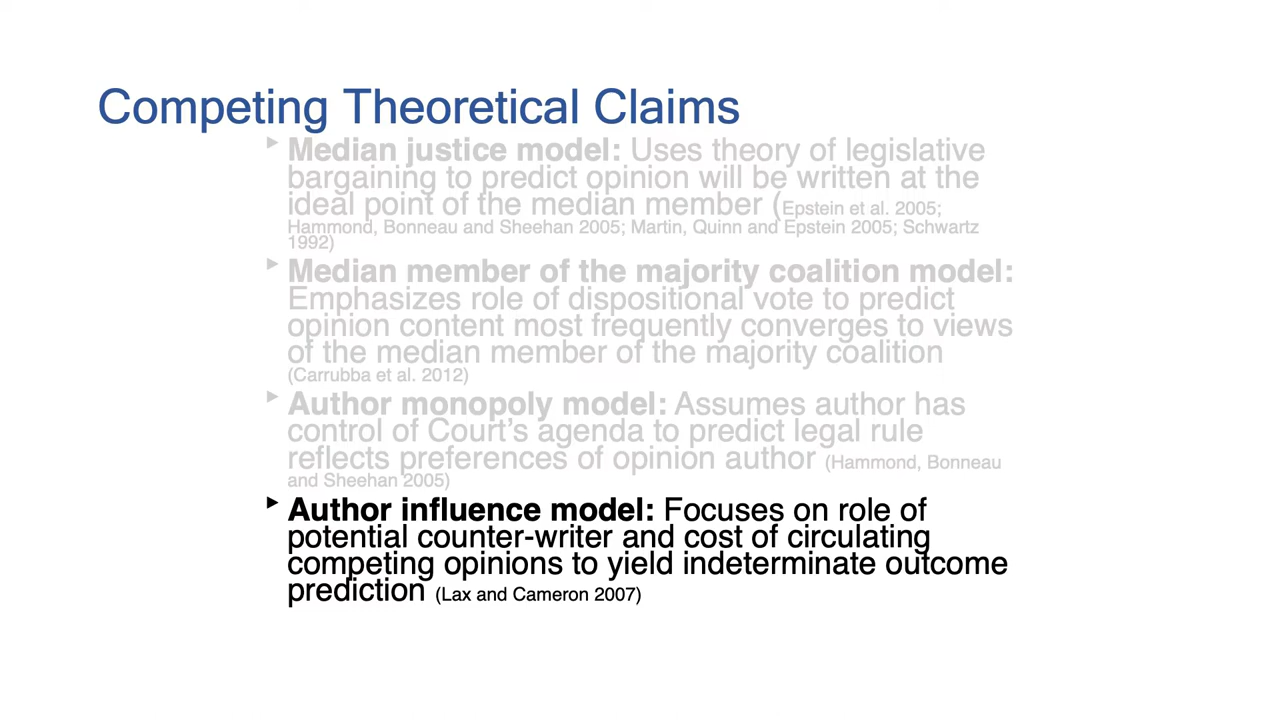 Competing Theoretical Claims
▸ Median justice model: Uses theory of legislative
bargaining to predict opinion will be written at the
ideal point of the median member (Epstein et al. 2005;
Hammond, Bonneau and Sheehan 2005; Martin, Quinn and Epstein 2005; Schwartz
1992)
▸ Median member of the majority coalition model:
Emphasizes role of dispositional vote to predict
opinion content most frequently converges to views
of the median member of the majority coalition
(Carrubba et al. 2012)
▸ Author monopoly model: Assumes author has
control of Court's agenda to predict legal rule
reflects preferences of opinion author (Hammond, Bonneau
and Sheehan 2005)
▸ Author influence model: Focuses on role of
potential counter-writer and cost of circulating
competing opinions to yield indeterminate outcome
prediction (Lax and Cameron 2007)